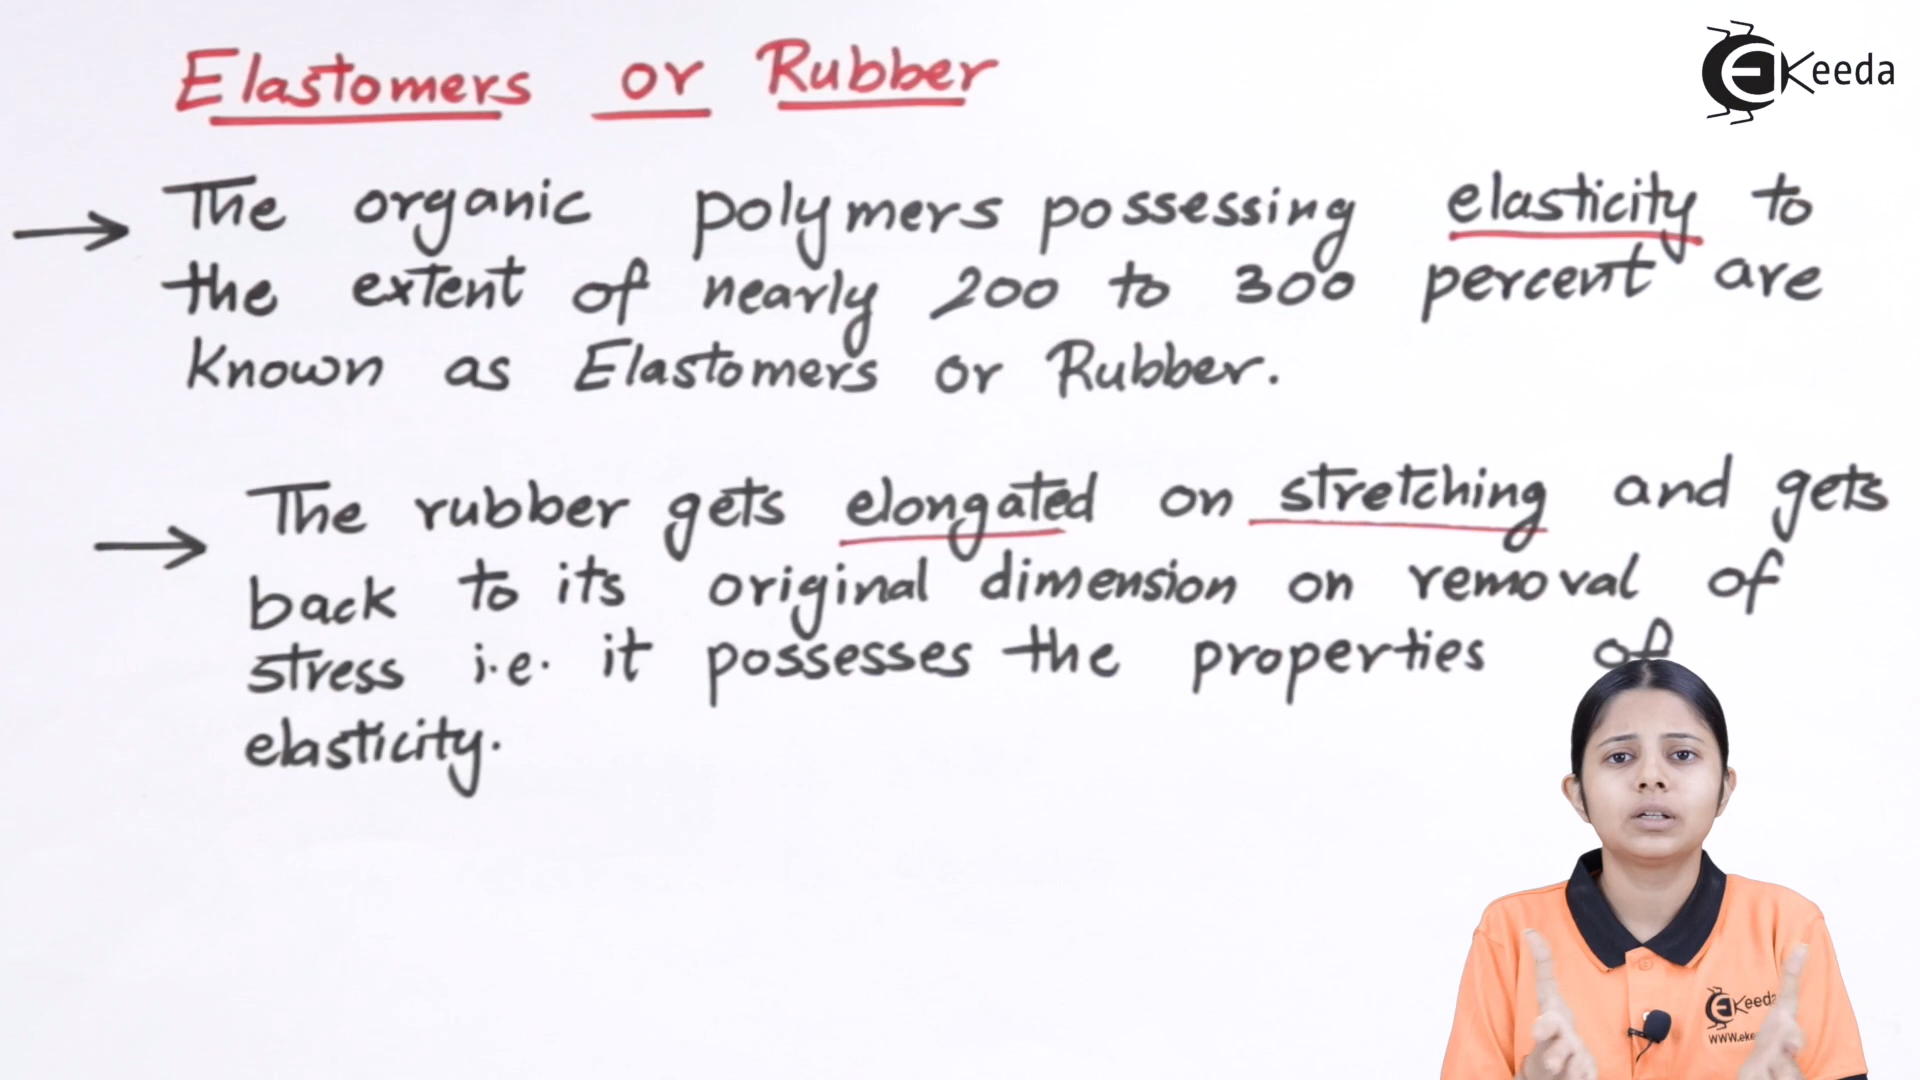 Elastomers or Rubber
EKeeda
→ The organic polymers possessing elasticity to
the extent of nearly 200 to 300 percent are
known as Elastomers or Rubber.
→ The rubber gets elongated on stretching and gets
back to its original dimension on removal of
stress i.e. it possesses the properties of
elasticity.
EKeeda
WWW.eke